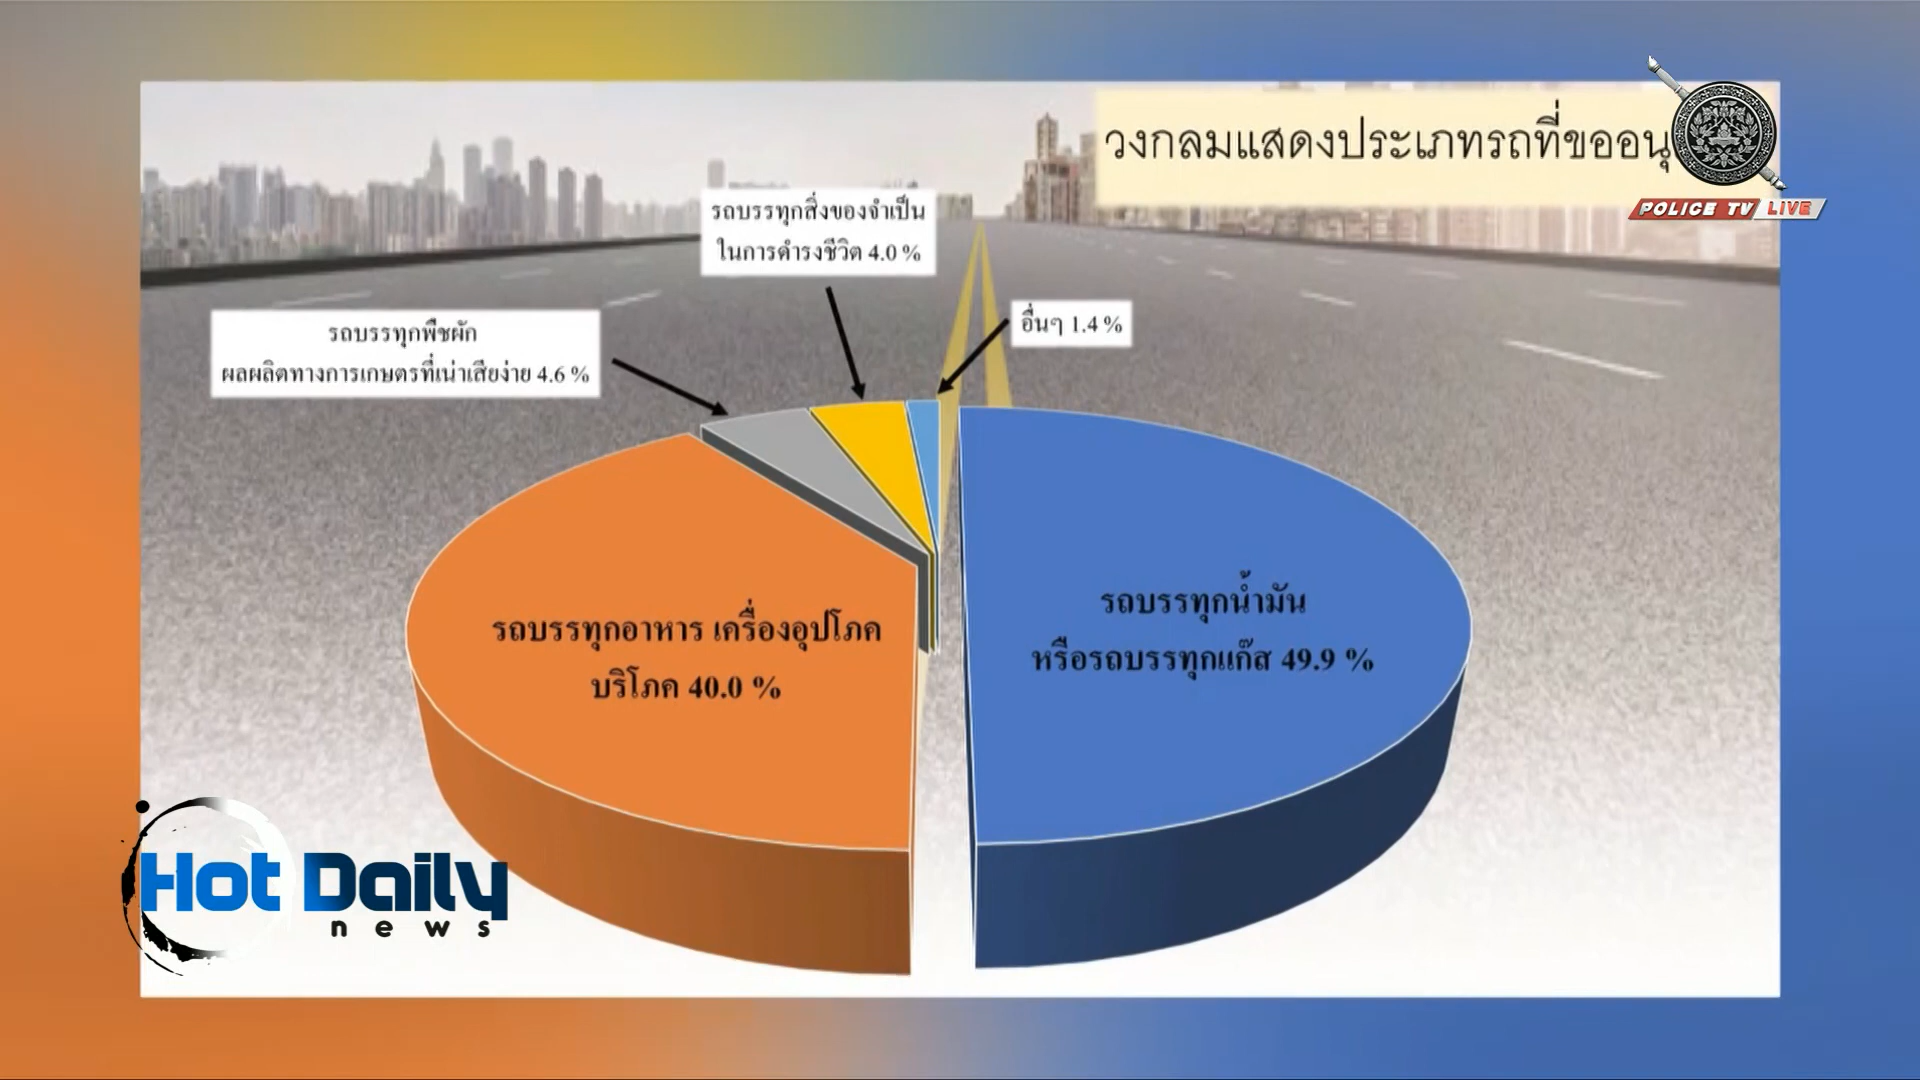 วงกลมแสดงประเภทรถที่ขออนุ
POLICE TV LIVE
รถบรรทุกสิ่งของจำเป็น
ในการดำรงชีวิต 4.0 %
อื่นๆ 1.4 %
รถบรรทุกพืชผัก
ผลผลิตทางการเกษตรที่เน่าเสียง่าย 4.6 %
รถบรรทุกอาหาร เครื่องอุปโภค
บริโภค 40.0 %
รถบรรทุกน้ำมัน
หรือรถบรรทุกแก๊ส 49.9 %
Hot Daily
news